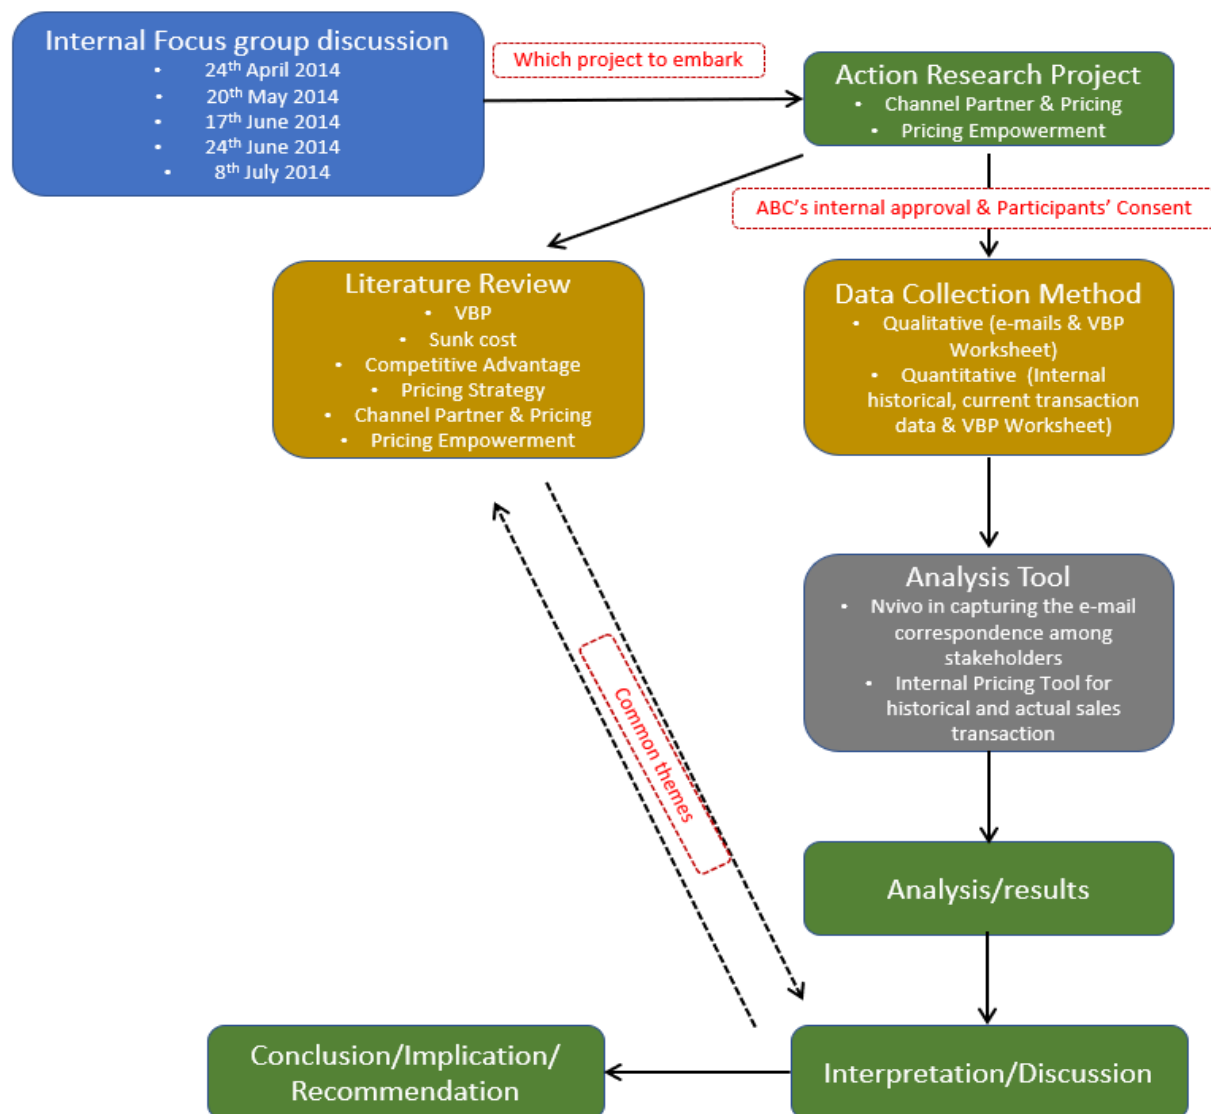 Internal Focus group discussion
• 24th April 2014
• 20th May 2014
• 17th June 2014
• 24th June 2014
• 8th July 2014
Which project to embark
Action Research Project
• Channel Partner & Pricing
• Pricing Empowerment
ABC's internal approval & Participants' Consent
Literature Review
• VBP
• Sunk cost
• Competitive Advantage
• Pricing Strategy
• Channel Partner & Pricing
• Pricing Empowerment
Data Collection Method
• Qualitative (e-mails & VBP
Worksheet)
• Quantitative (Internal
historical, current transaction
data & VBP Worksheet)
Analysis Tool
• Nvivo in capturing the e-mail
correspondence among
stakeholders
• Internal Pricing Tool for
historical and actual sales
transaction
Common themes
Analysis/results
Interpretation/Discussion
Conclusion/Implication/
Recommendation